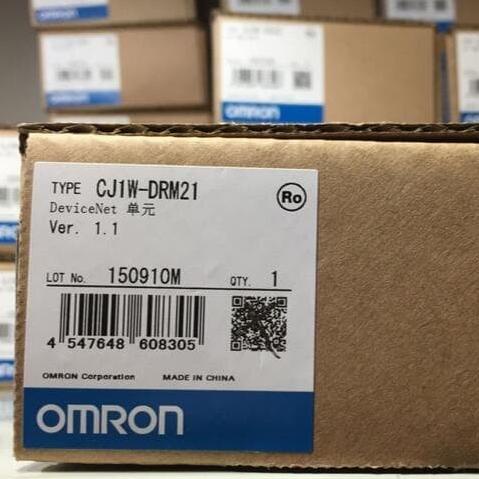 OMRON
TYPE CJ1W-DRM21
Ro
DeviceNet 单元
Ver. 1.1
LOT No. 150910M QTY. 1
4 547648 608305
OMRON Corporation MADE IN CHINA
OMRON